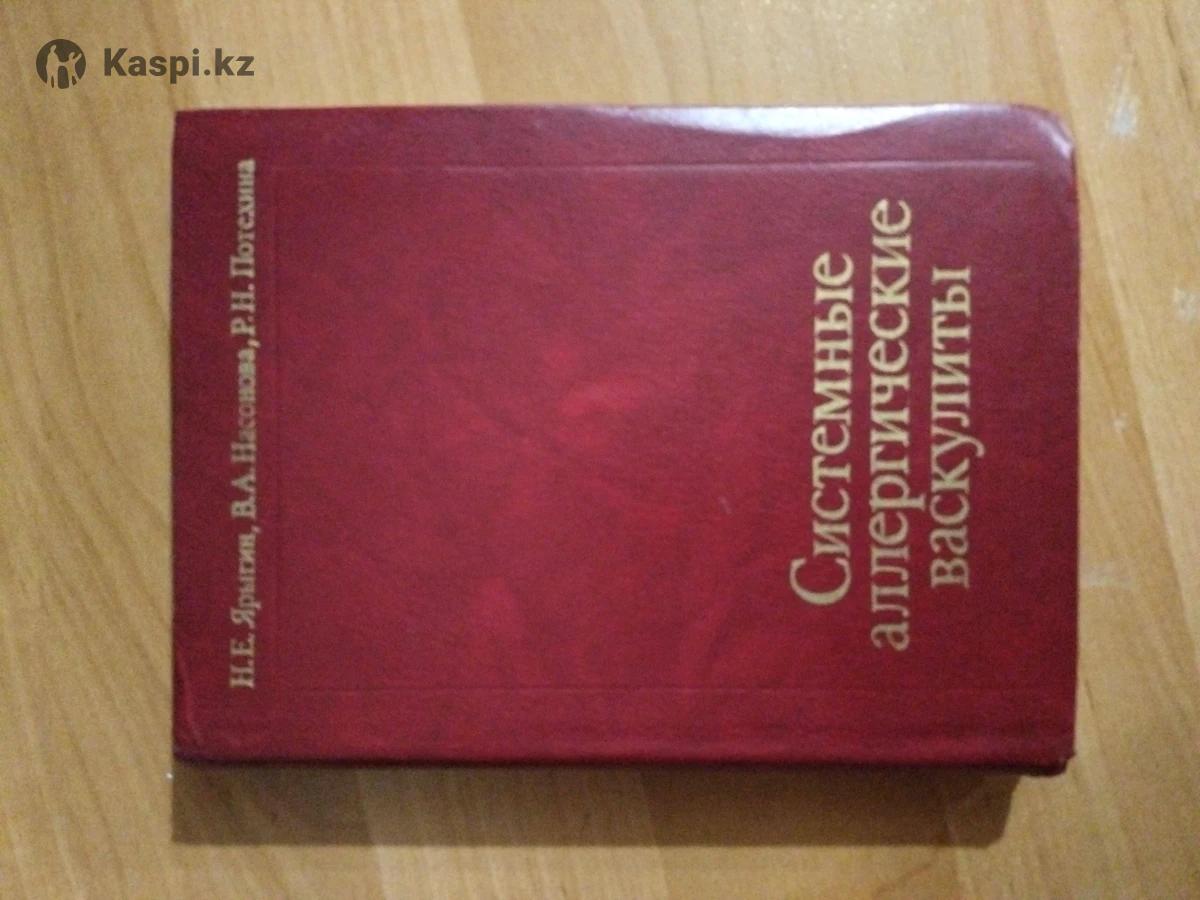 Kaspi.kz
Н.Е. Ярыгин, В.А. Насонова, Р.Н. Потехина
Системные
аллергические
васкулиты